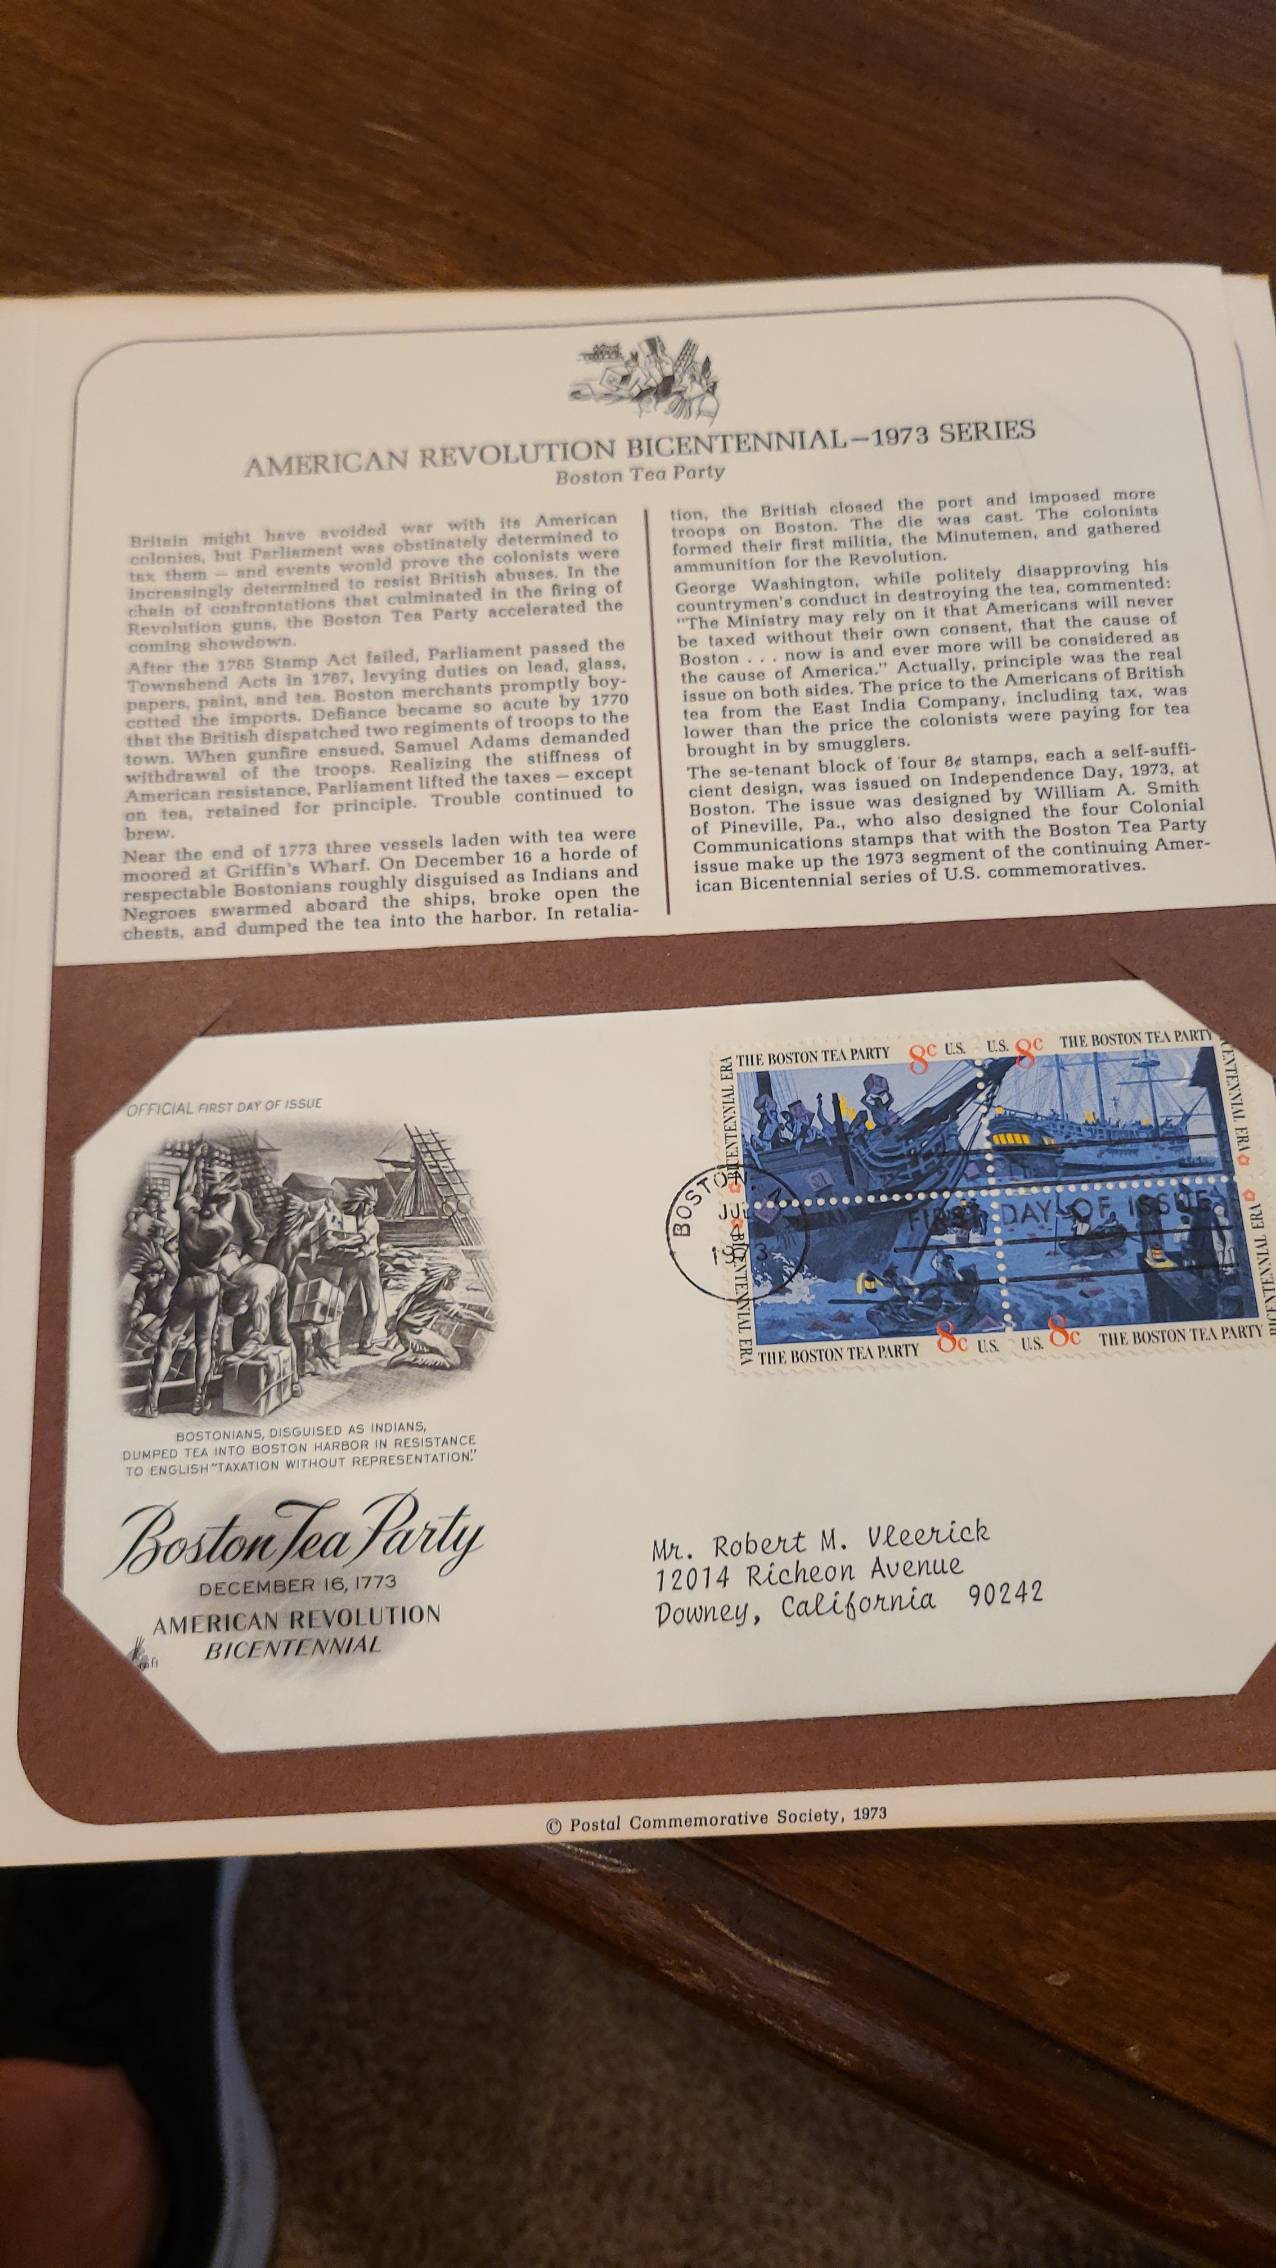 AMERICAN REVOLUTION BICENTENNIAL—1973 SERIES
Boston Tea Party
Britain might have avoided war with its American
colonies, but Parliament was obstinately determined to
tax them — and events would prove the colonists were
increasingly determined to resist British abuses. In the
chain of confrontations that culminated in the firing of
Revolution guns, the Boston Tea Party accelerated the
coming showdown.
After the 1765 Stamp Act failed, Parliament passed the
Townshend Acts in 1767, levying duties on lead, glass,
papers, paint, and tea. Boston merchants promptly boy-
cotted the imports. Defiance became so acute by 1770
that the British dispatched two regiments of troops to the
town. When gunfire ensued, Samuel Adams demanded
withdrawal of the troops. Realizing the stiffness of
American resistance, Parliament lifted the taxes — except
on tea, retained for principle. Trouble continued to
brew.
Near the end of 1773 three vessels laden with tea were
moored at Griffin's Wharf. On December 16 a horde of
respectable Bostonians roughly disguised as Indians and
Negroes swarmed aboard the ships, broke open the
chests, and dumped the tea into the harbor. In retalia-
tion, the British closed the port and imposed more
troops on Boston. The die was cast. The colonists
formed their first militia, the Minutemen, and gathered
ammunition for the Revolution.
George Washington, while politely disapproving his
countrymen's conduct in destroying the tea, commented:
"The Ministry may rely on it that Americans will never
be taxed without their own consent, that the cause of
Boston . . . now is and ever more will be considered as
the cause of America." Actually, principle was the real
issue on both sides. The price to the Americans of British
tea from the East India Company, including tax, was
lower than the price the colonists were paying for tea
brought in by smugglers.
The se-tenant block of four 8¢ stamps, each a self-suffi-
cient design, was issued on Independence Day, 1973, at
Boston. The issue was designed by William A. Smith
of Pineville, Pa., who also designed the four Colonial
Communications stamps that with the Boston Tea Party
issue make up the 1973 segment of the continuing Amer-
ican Bicentennial series of U.S. commemoratives.
OFFICIAL FIRST DAY OF ISSUE
BOSTONIANS, DISGUISED AS INDIANS,
DUMPED TEA INTO BOSTON HARBOR IN RESISTANCE
TO ENGLISH "TAXATION WITHOUT REPRESENTATION."
Boston Tea Party
DECEMBER 16, 1773
AMERICAN REVOLUTION
BICENTENNIAL
THE BOSTON TEA PARTY 8c U.S.
U.S. 8c THE BOSTON TEA PARTY
BICENTENNIAL ERA
BICENTENNIAL ERA
BOSTON
4
FIRST DAY OF ISSUE
BICENTENNIAL ERA
BICENTENNIAL ERA
THE BOSTON TEA PARTY 8c U.S.
U.S. 8c THE BOSTON TEA PARTY
Mr. Robert M. Vleerick
12014 Richeon Avenue
Downey, California 90242
© Postal Commemorative Society, 1973